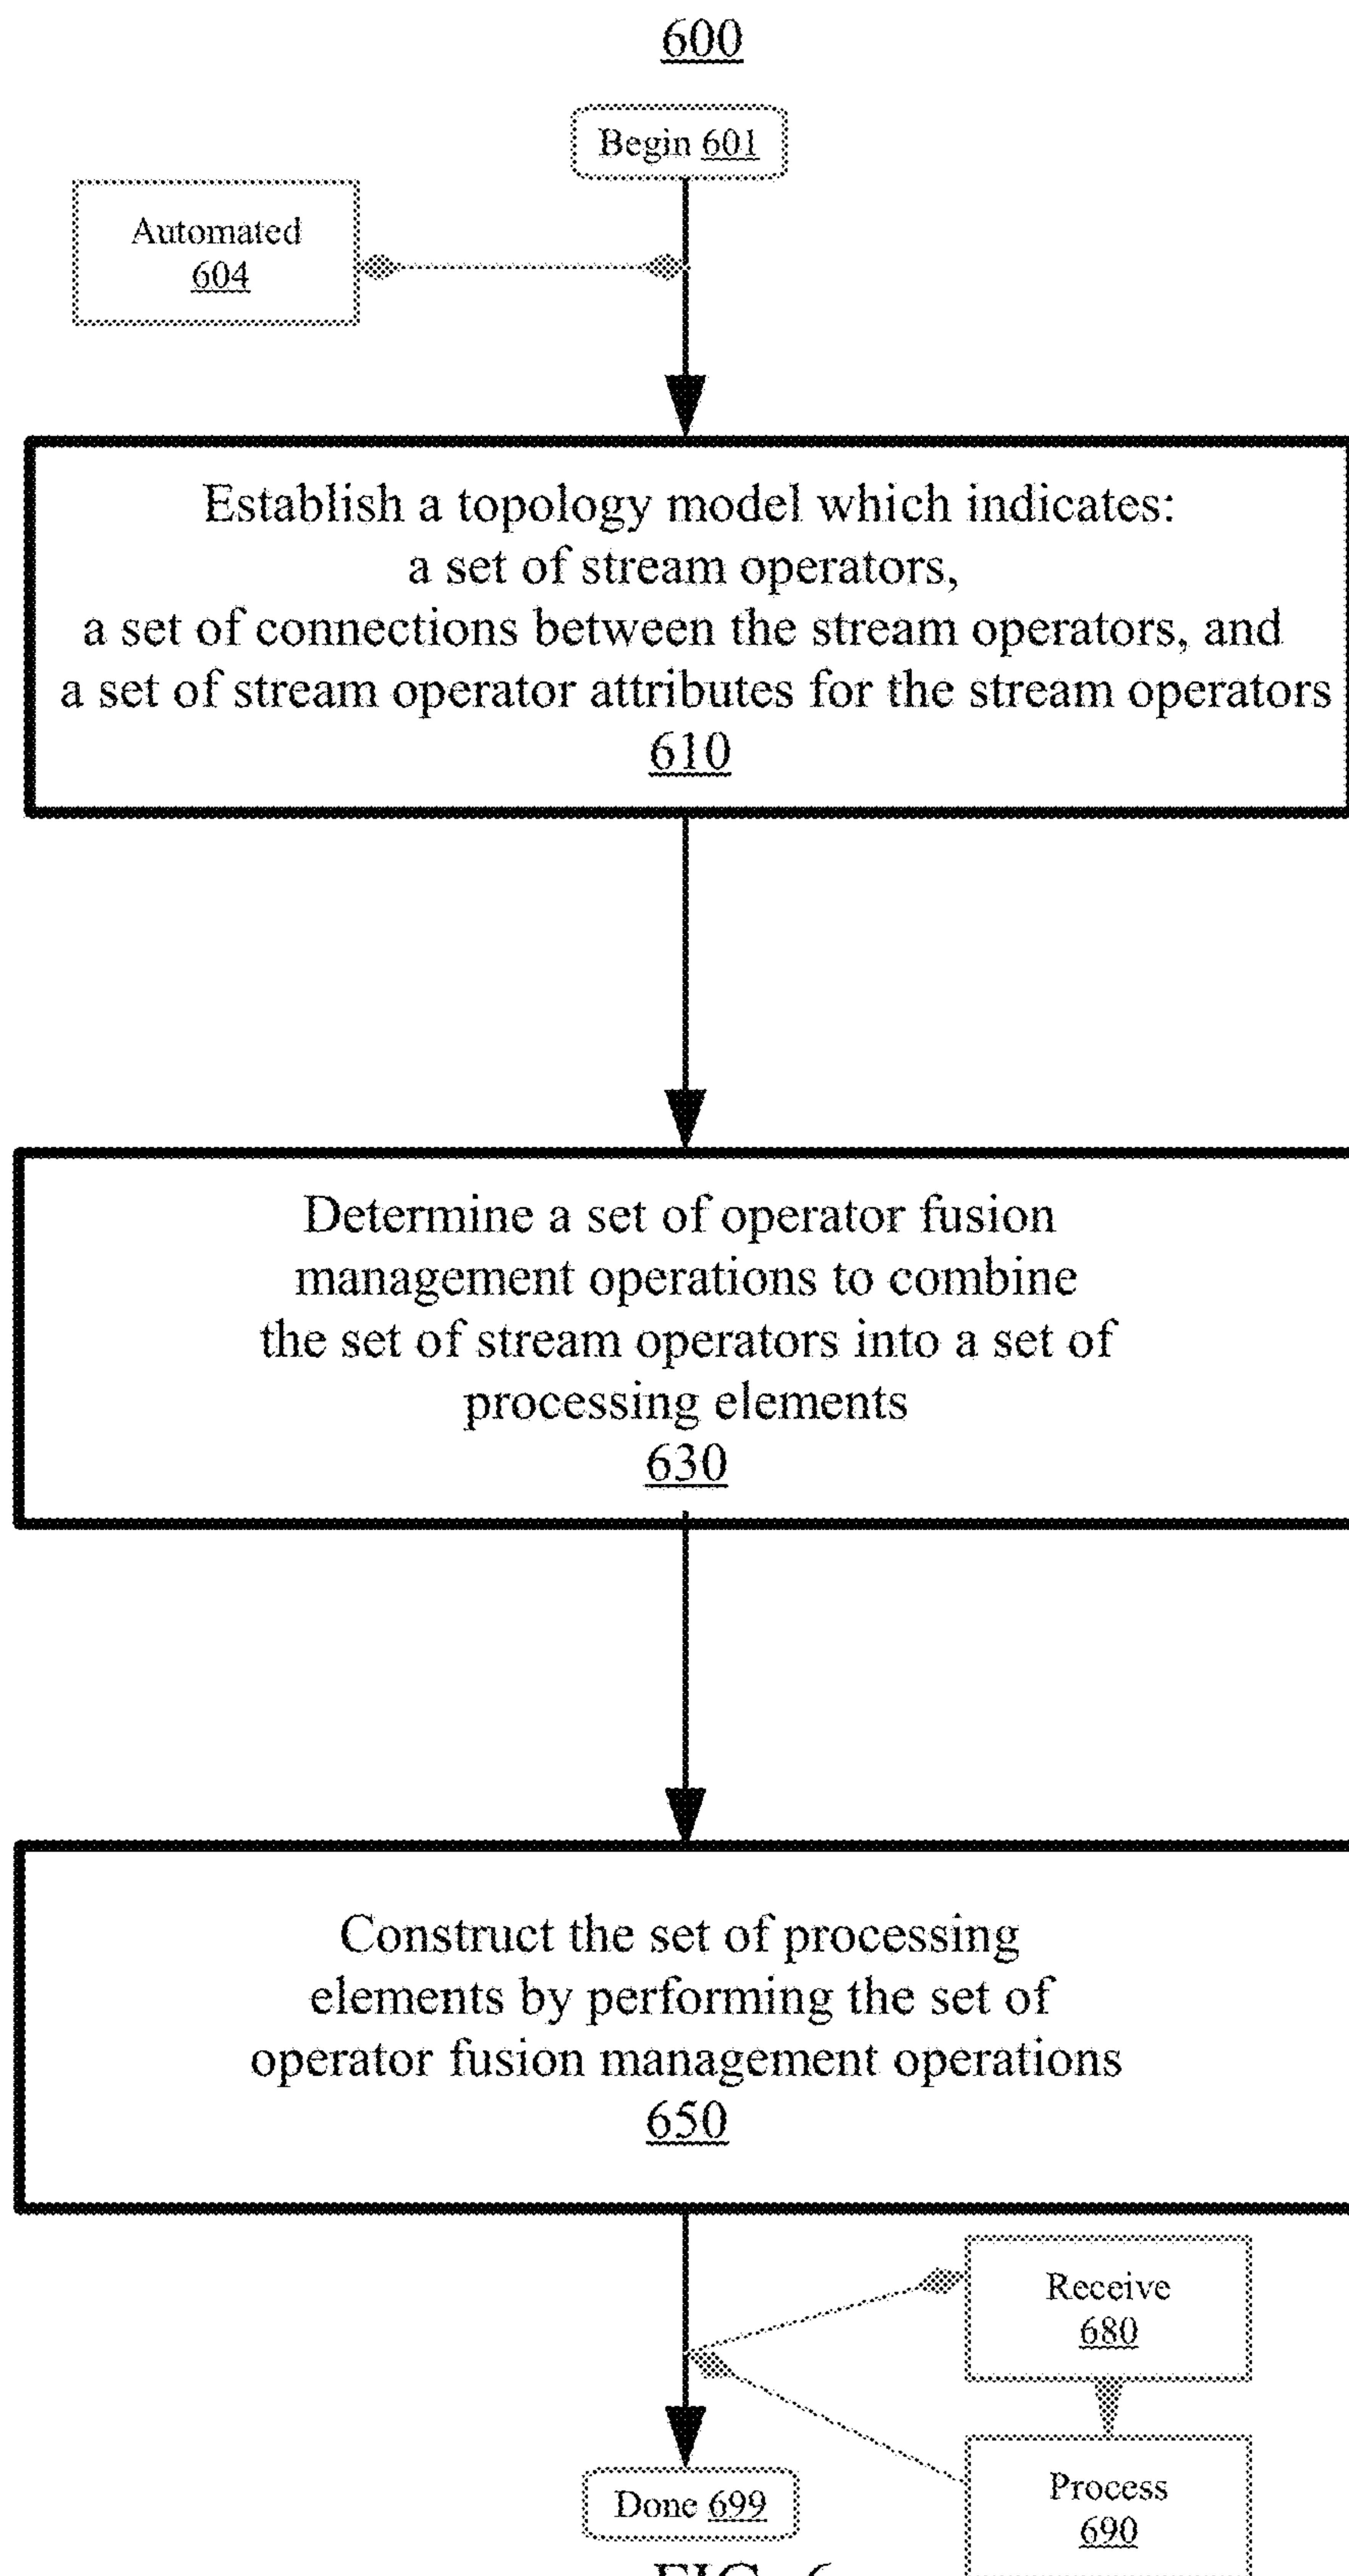 600
Begin 601
Automated
604
Establish a topology model which indicates:
a set of stream operators,
a set of connections between the stream operators, and
a set of stream operator attributes for the stream operators
610
Determine a set of operator fusion
management operations to combine
the set of stream operators into a set of
processing elements
630
Construct the set of processing
elements by performing the set of
operator fusion management operations
650
Receive
680
Process
690
Done 699
FIG. 6